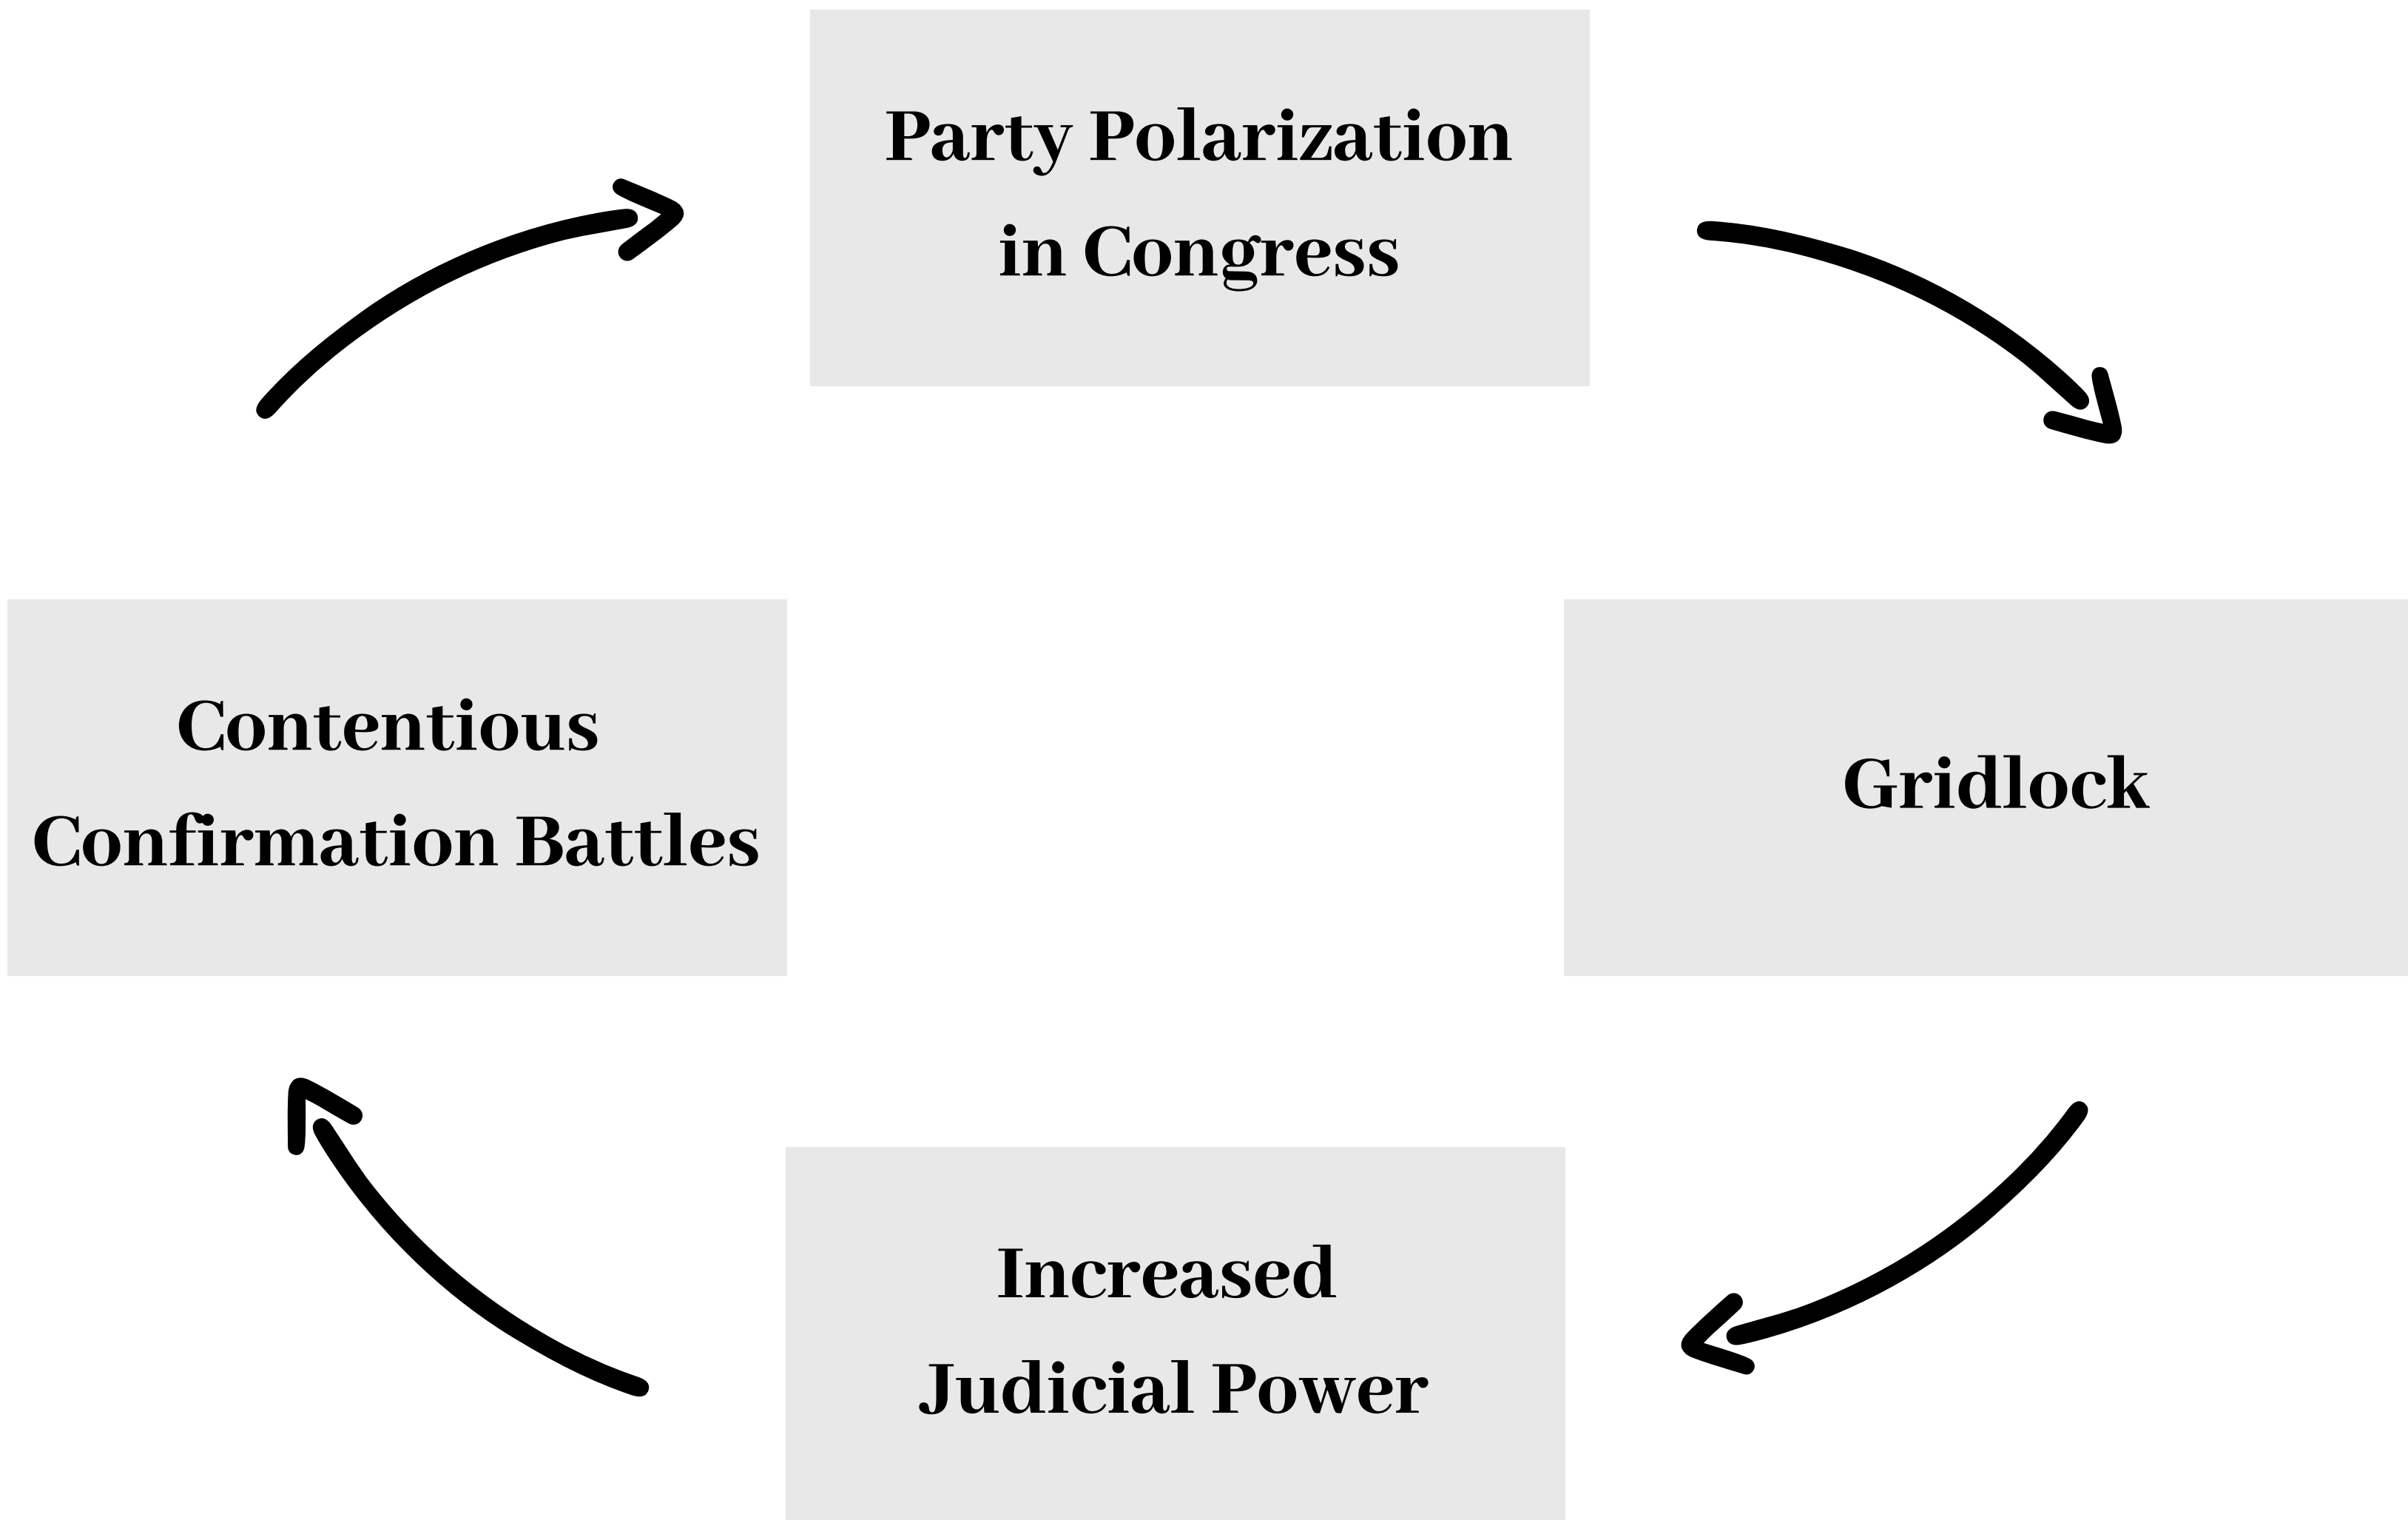 Party Polarization
in Congress
Contentious
Confirmation Battles
Gridlock
Increased
Judicial Power